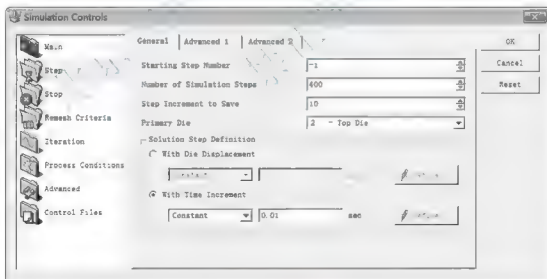 Simulation Controls
Main
Step
Stop
Remesh Criteria
Iteration
Process Conditions
Advanced
Control Files
General
Advanced 1
Advanced 2
Starting Step Number
-1
Number of Simulation Steps
400
Step Increment to Save
10
Primary Die
2 - Top Die
Solution Step Definition
With Die Displacement
With Time Increment
Constant
0.01
sec
OK
Cancel
Reset